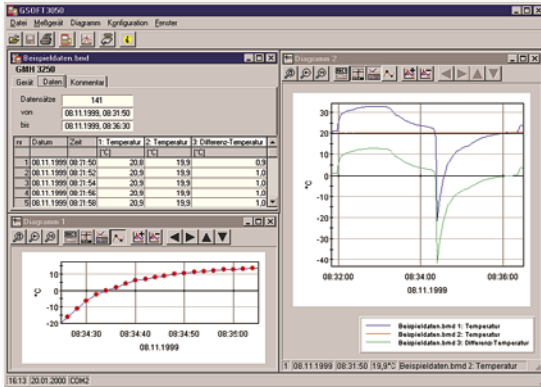 GSOFT3050
Datei Meßgerät Diagramm Konfiguration Fenster
Beispieldaten.bmd
GMH 3250
Gerät Daten Kommentar
Datensätze 141
von 08.11.1999, 08:31:50
bis 08.11.1999, 08:36:30
nr Datum Zeit 1: Temperatur 2: Temperatur 3: Differenz-Temperatur
[°C] [°C] [°C]
1 08.11.1999 08:31:50 20,8 19,9 0,9
2 08.11.1999 08:31:52 20,9 19,9 1,0
3 08.11.1999 08:31:54 20,9 19,9 1,0
4 08.11.1999 08:31:56 20,9 19,9 1,0
5 08.11.1999 08:31:58 20,9 19,9 1,0
Diagramm 1
10
0
-10
-20
°C
08:34:30 08:34:40 08:34:50 08:35:00
08.11.1999
Diagramm 2
30
20
10
0
-10
-20
-30
-40
°C
08:32:00 08:34:00 08:36:00
08.11.1999
Beispieldaten.bmd 1: Temperatur
Beispieldaten.bmd 2: Temperatur
Beispieldaten.bmd 3: Differenz-Temperatur
1 08.11.1999 08:31:50 19,9°C Beispieldaten.bmd 2: Temperatur
16:13 20.01.2000 COM2